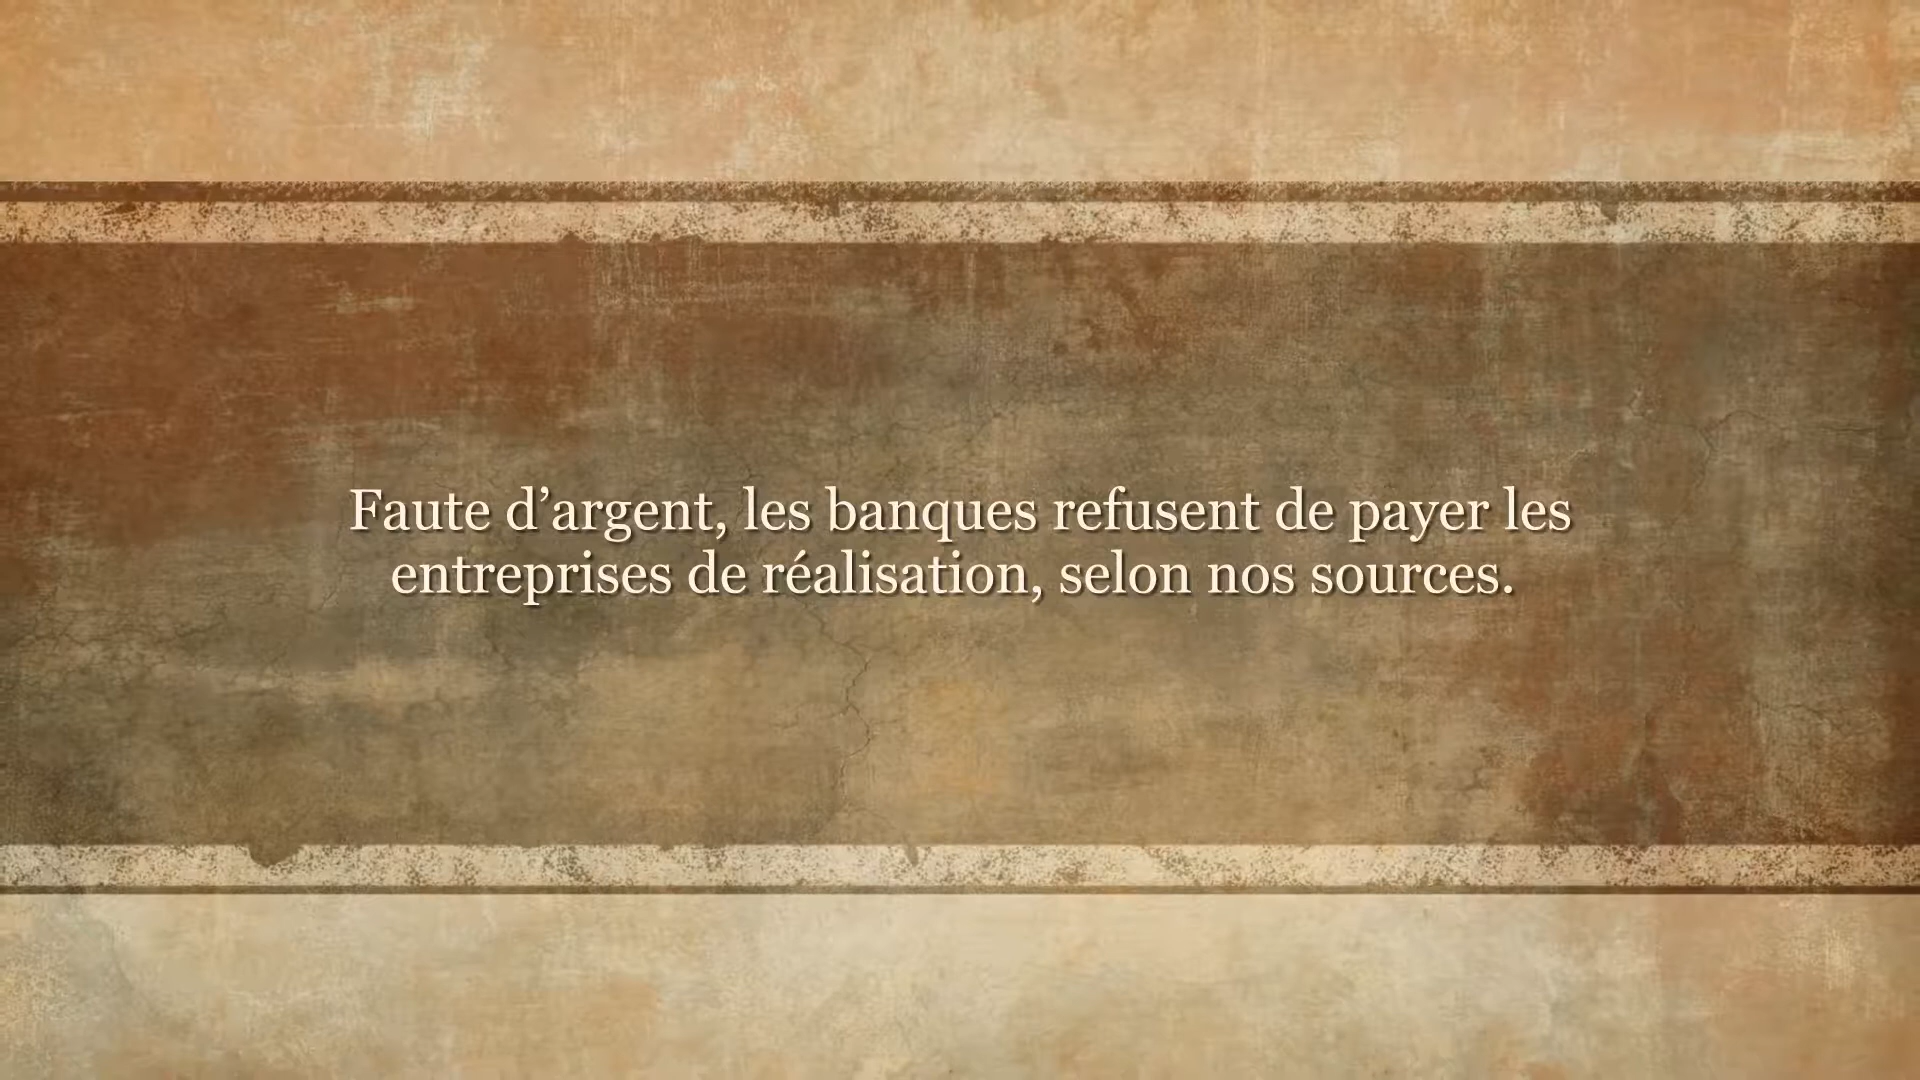 Faute d’argent, les banques refusent de payer les
entreprises de réalisation, selon nos sources.